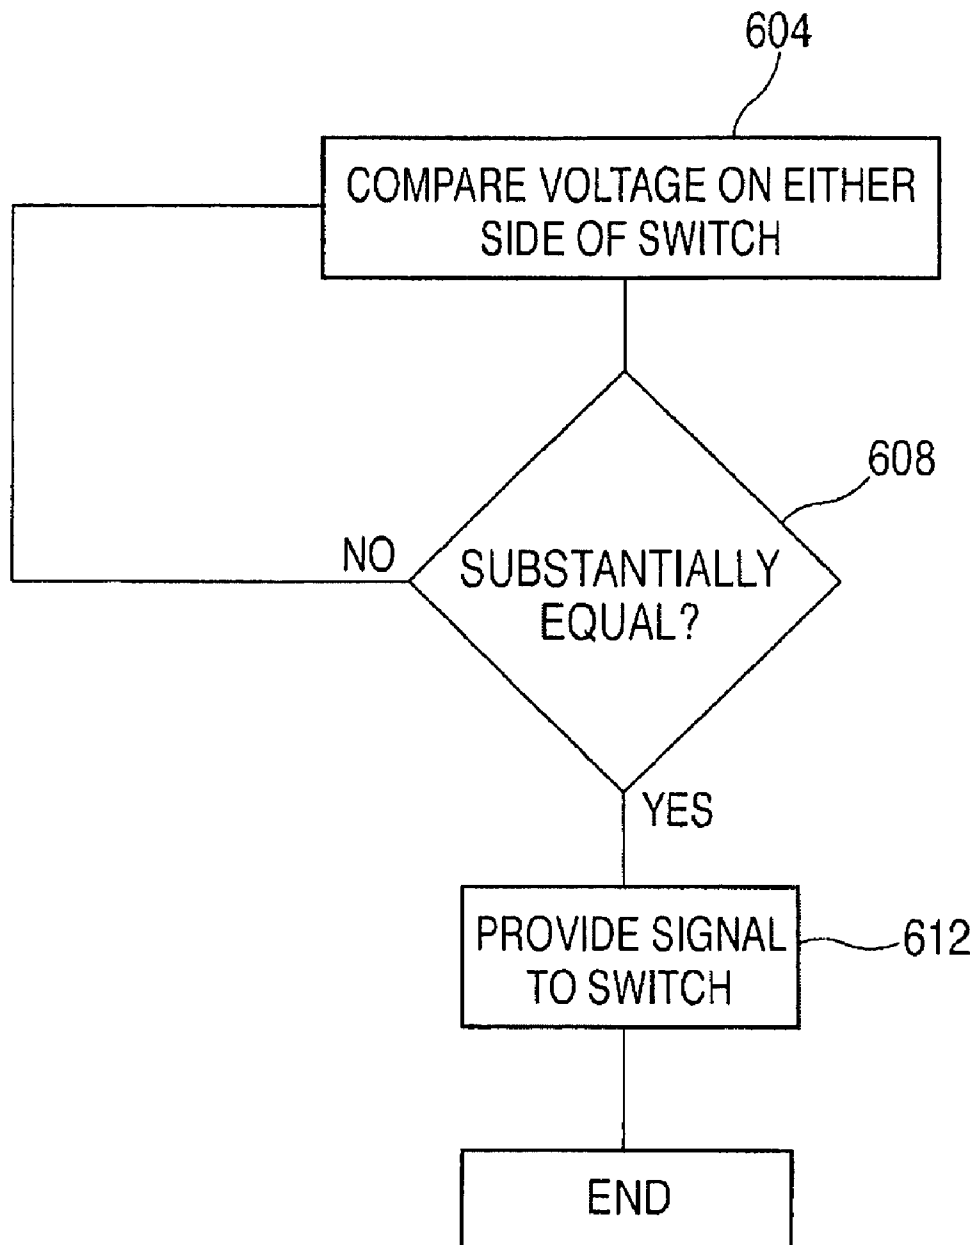 604
COMPARE VOLTAGE ON EITHER
SIDE OF SWITCH
608
NO
SUBSTANTIALLY
EQUAL?
YES
PROVIDE SIGNAL
TO SWITCH
612
END